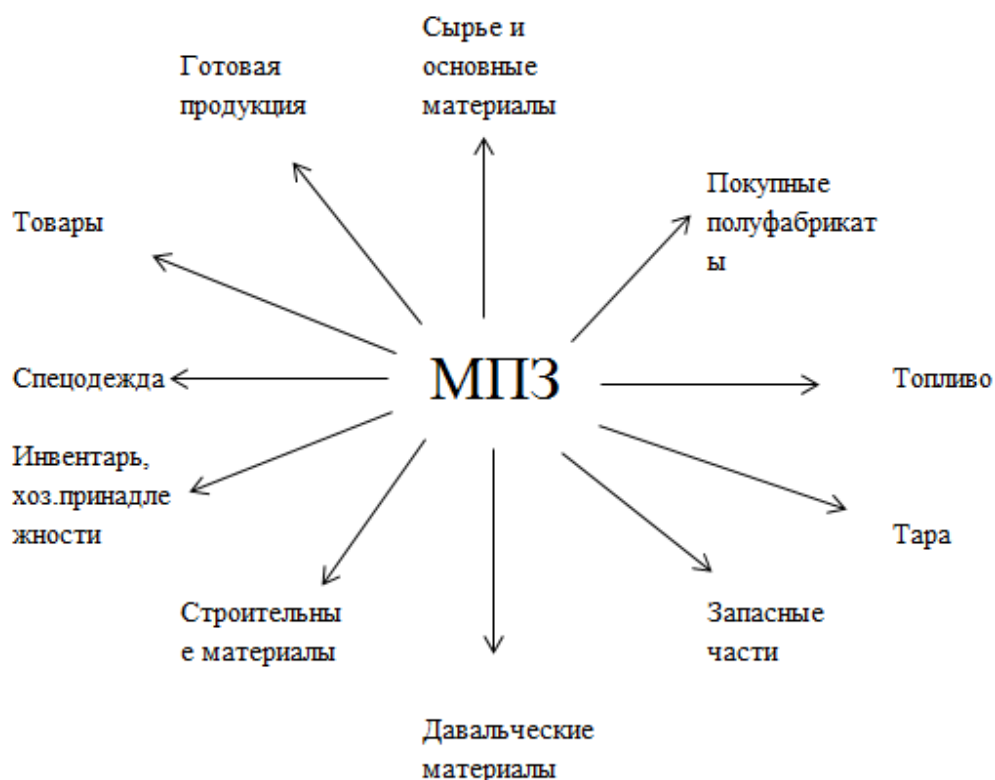 Сырье и
основные
материалы
Готовая
продукция
Покупные
полуфабрикат
ы
Товары
МПЗ
Спецодежда
Топливо
Инвентарь,
хоз.принадле
жности
Тара
Строительны
е материалы
Запасные
части
Давальческие
материалы